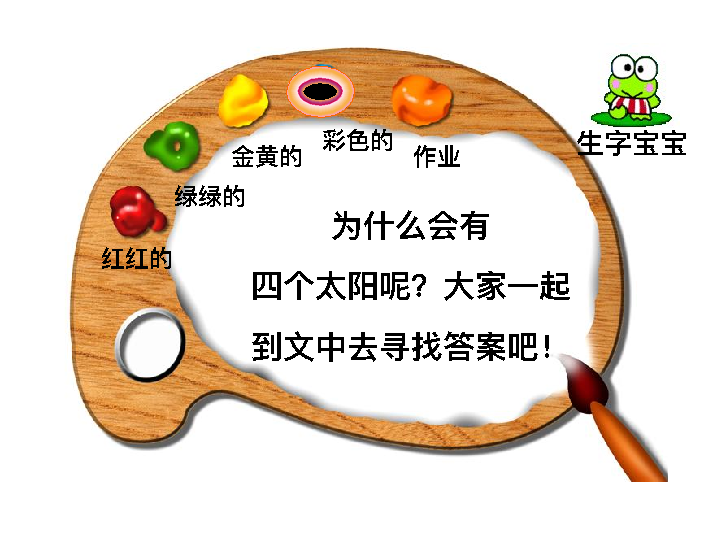 彩色的
生字宝宝
金黄的
作业
绿绿的
红红的
为什么会有
四个太阳呢？大家一起
到文中去寻找答案吧！